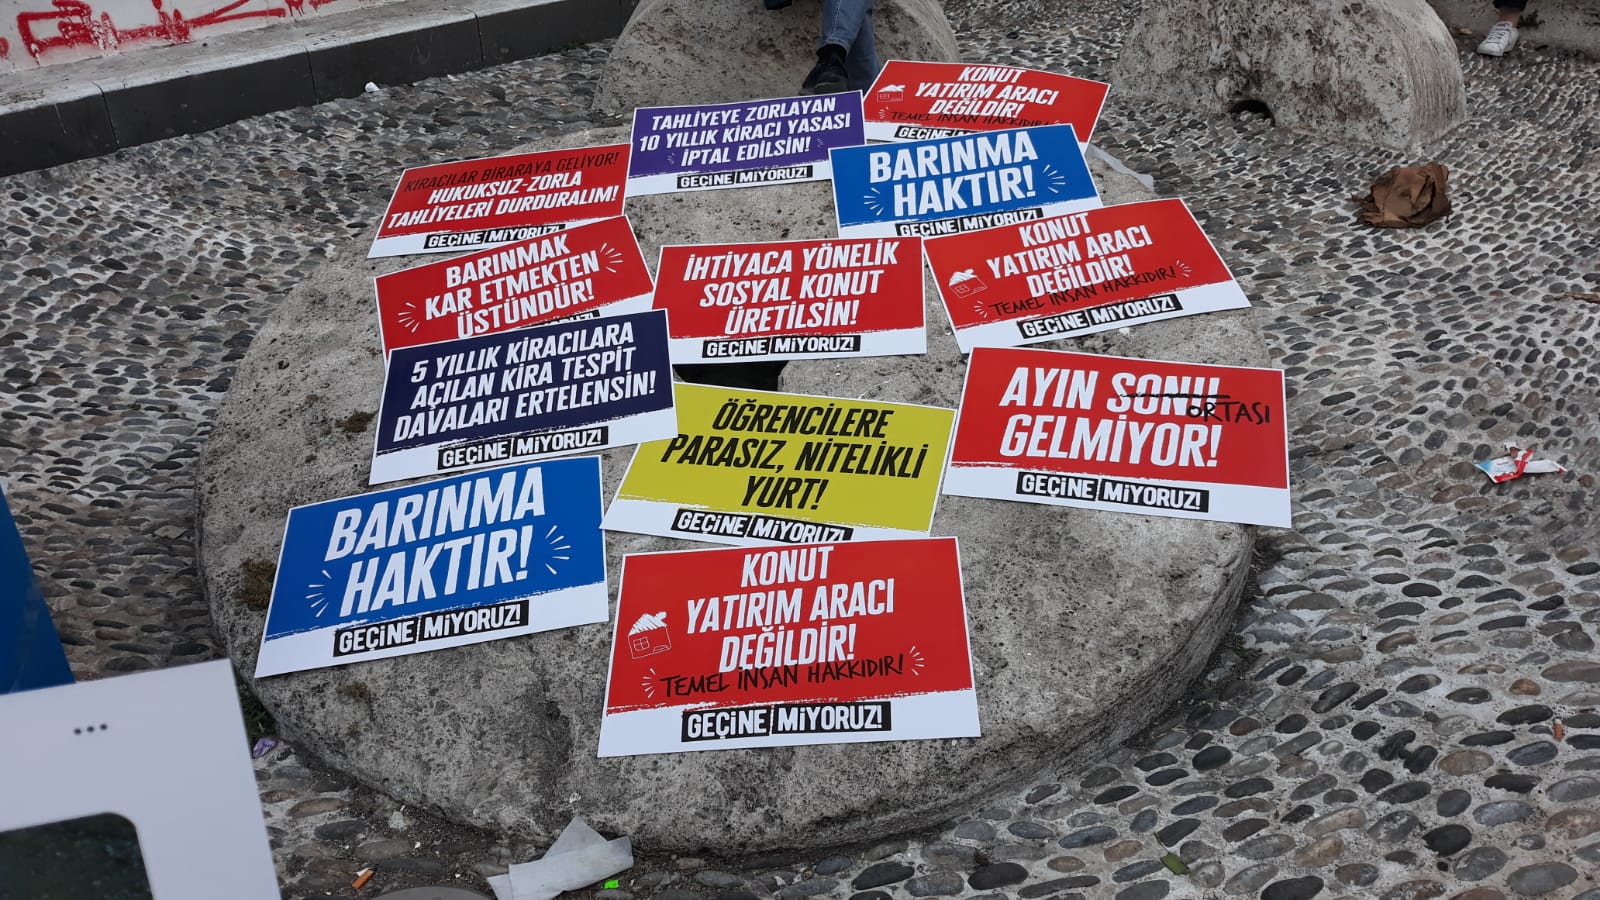 KONUT
YATIRIM ARACI
DEĞİLDİR!
TEMEL İNSAN HAKKIDIR!
GEÇİNE
TAHLİYEYE ZORLAYAN
10 YILLIK KİRACI YASASI
İPTAL EDİLSİN!
GEÇİNE MİYORUZ!
BARINMA
HAKTIR!
GEÇİNE MİYORUZ!
KİRACILAR BİRARAYA GELİYOR!
HUKUKSUZ-ZORLA
TAHLİYELERİ DURDURALIM!
GEÇİNE MİYORUZ!
KONUT
YATIRIM ARACI
DEĞİLDİR!
TEMEL İNSAN HAKKIDIR!
GEÇİNE MİYORUZ!
BARINMAK
KAR ETMEKTEN
ÜSTÜNDÜR!
İHTİYACA YÖNELİK
SOSYAL KONUT
ÜRETİLSİN!
GEÇİNE MİYORUZ!
5 YILLIK KİRACILARA
AÇILAN KİRA TESPİT
DAVALARI ERTELENSİN!
GEÇİNE MİYORUZ!
AYIN SONU
ORTASI
GELMİYOR!
GEÇİNE MİYORUZ!
ÖĞRENCİLERE
PARASIZ, NİTELİKLİ
YURT!
GEÇİNE MİYORUZ!
BARINMA
HAKTIR!
GEÇİNE MİYORUZ!
KONUT
YATIRIM ARACI
DEĞİLDİR!
TEMEL İNSAN HAKKIDIR!
GEÇİNE MİYORUZ!